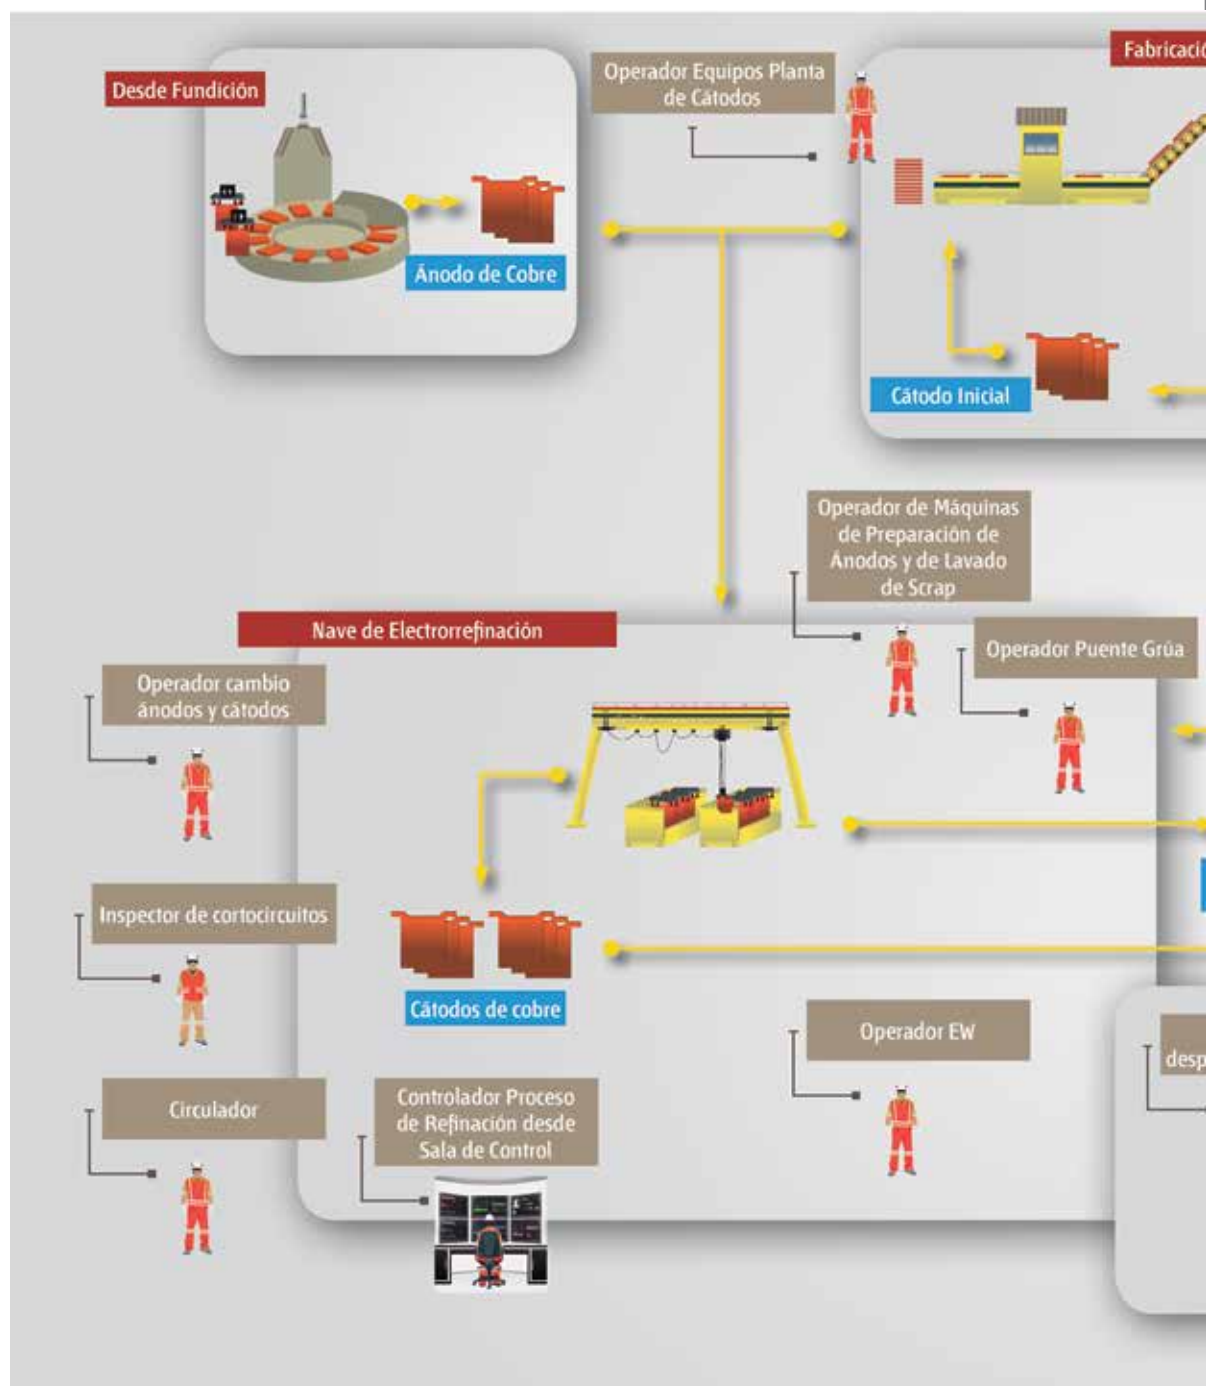 Desde Fundición
Operador Equipos Planta
de Cátodos
Ánodo de Cobre
Cátodo Inicial
Operador de Máquinas
de Preparación de
Ánodos y de Lavado
de Scrap
Nave de Electrorrefinación
Operador Puente Grúa
Operador cambio
ánodos y cátodos
Inspector de cortocircuitos
Cátodos de cobre
Operador EW
Circulador
Controlador Proceso
de Refinación desde
Sala de Control